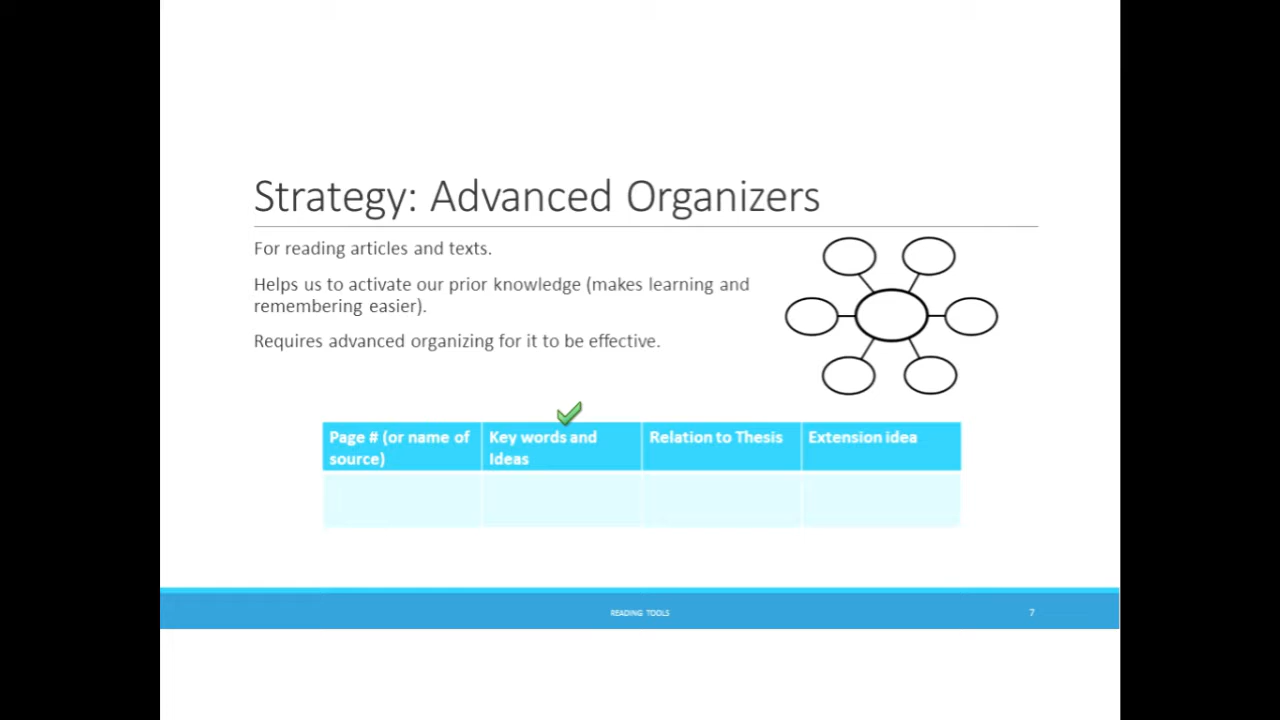 Strategy: Advanced Organizers
For reading articles and texts.
Helps us to activate our prior knowledge (makes learning and
remembering easier).
Requires advanced organizing for it to be effective.
Page # (or name of
source)
Key words and
Ideas
Relation to Thesis
Extension idea
READING TOOLS
7